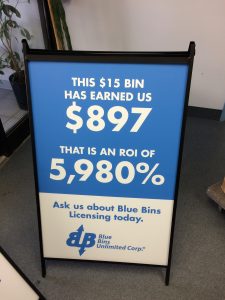 THIS $15 BIN
HAS EARNED US
$897
THAT IS AN ROI OF
5,980%
Ask us about Blue Bins
Licensing today.
BB Blue
Bins
Unlimited Corp.®